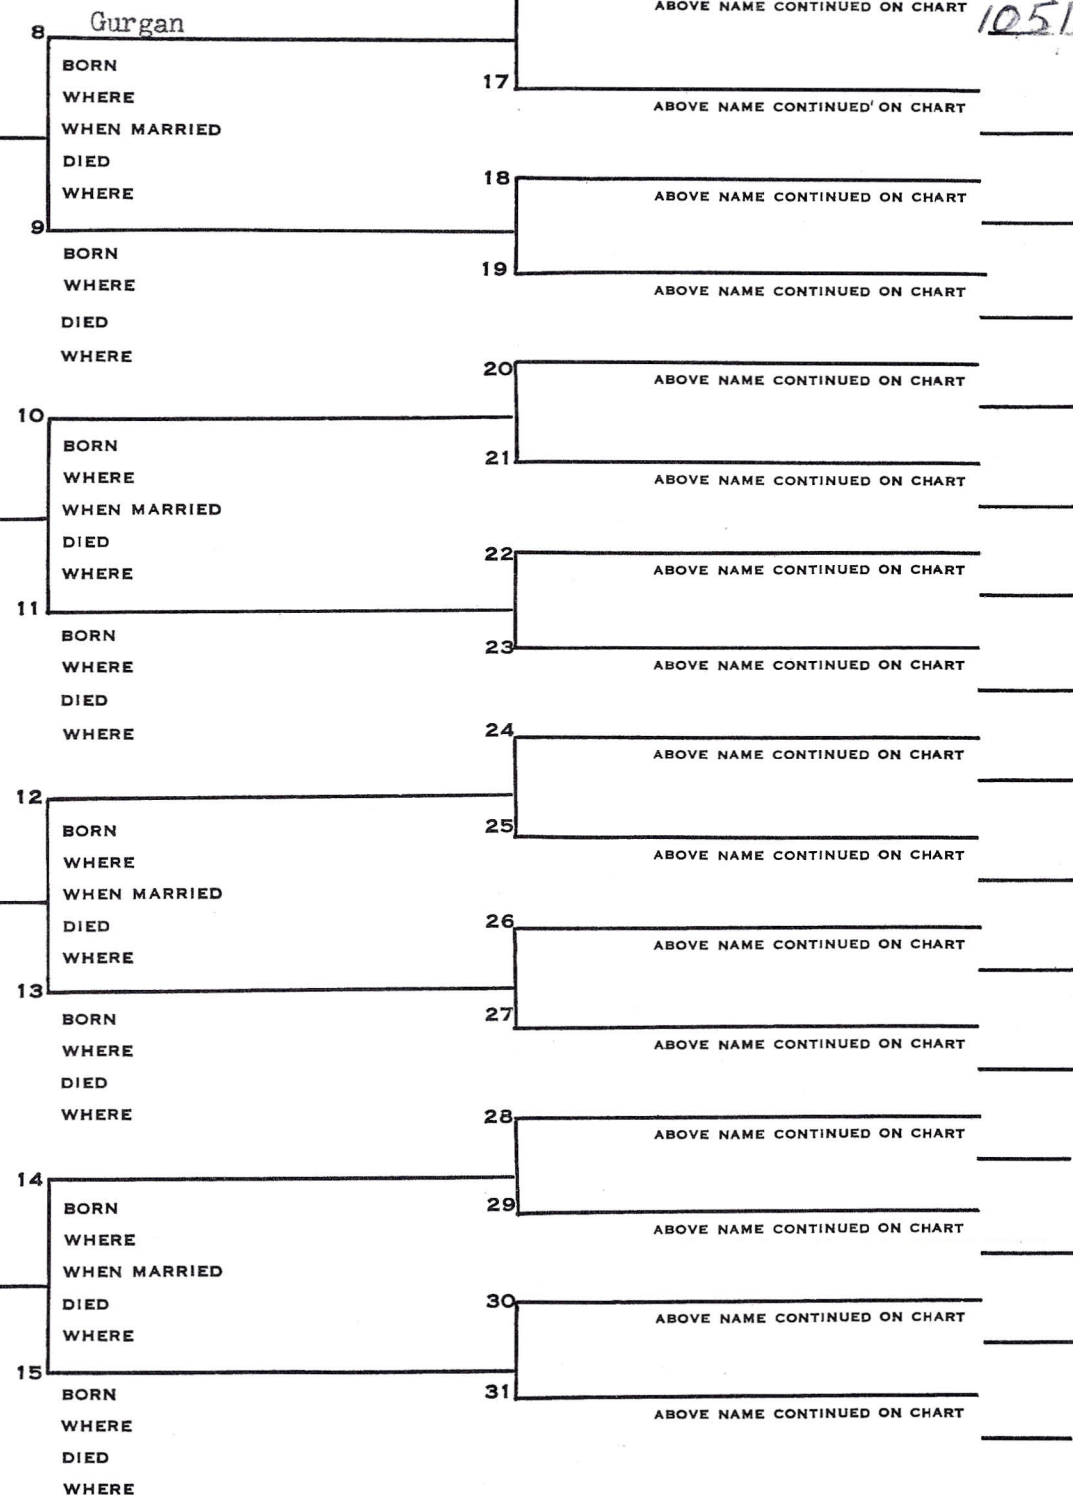 ABOVE NAME CONTINUED ON CHART 1051
8 Gurgan
BORN
17
WHERE
ABOVE NAME CONTINUED ON CHART
WHEN MARRIED
DIED
18
WHERE
ABOVE NAME CONTINUED ON CHART
9
BORN
19
WHERE
ABOVE NAME CONTINUED ON CHART
DIED
WHERE
20
ABOVE NAME CONTINUED ON CHART
10
BORN
21
WHERE
ABOVE NAME CONTINUED ON CHART
WHEN MARRIED
DIED
22
WHERE
ABOVE NAME CONTINUED ON CHART
11
BORN
23
WHERE
ABOVE NAME CONTINUED ON CHART
DIED
WHERE
24
ABOVE NAME CONTINUED ON CHART
12
BORN
25
WHERE
ABOVE NAME CONTINUED ON CHART
WHEN MARRIED
DIED
26
WHERE
ABOVE NAME CONTINUED ON CHART
13
BORN
27
WHERE
ABOVE NAME CONTINUED ON CHART
DIED
WHERE
28
ABOVE NAME CONTINUED ON CHART
14
BORN
29
WHERE
ABOVE NAME CONTINUED ON CHART
WHEN MARRIED
DIED
30
WHERE
ABOVE NAME CONTINUED ON CHART
15
BORN
31
WHERE
ABOVE NAME CONTINUED ON CHART
DIED
WHERE